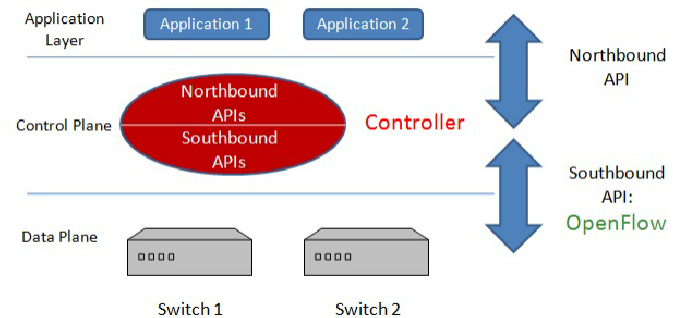 Application
Layer
Application 1
Application 2
Northbound
API
Northbound
APIs
Southbound
APIs
Control Plane
Controller
Southbound
API:
OpenFlow
Data Plane
Switch 1
Switch 2